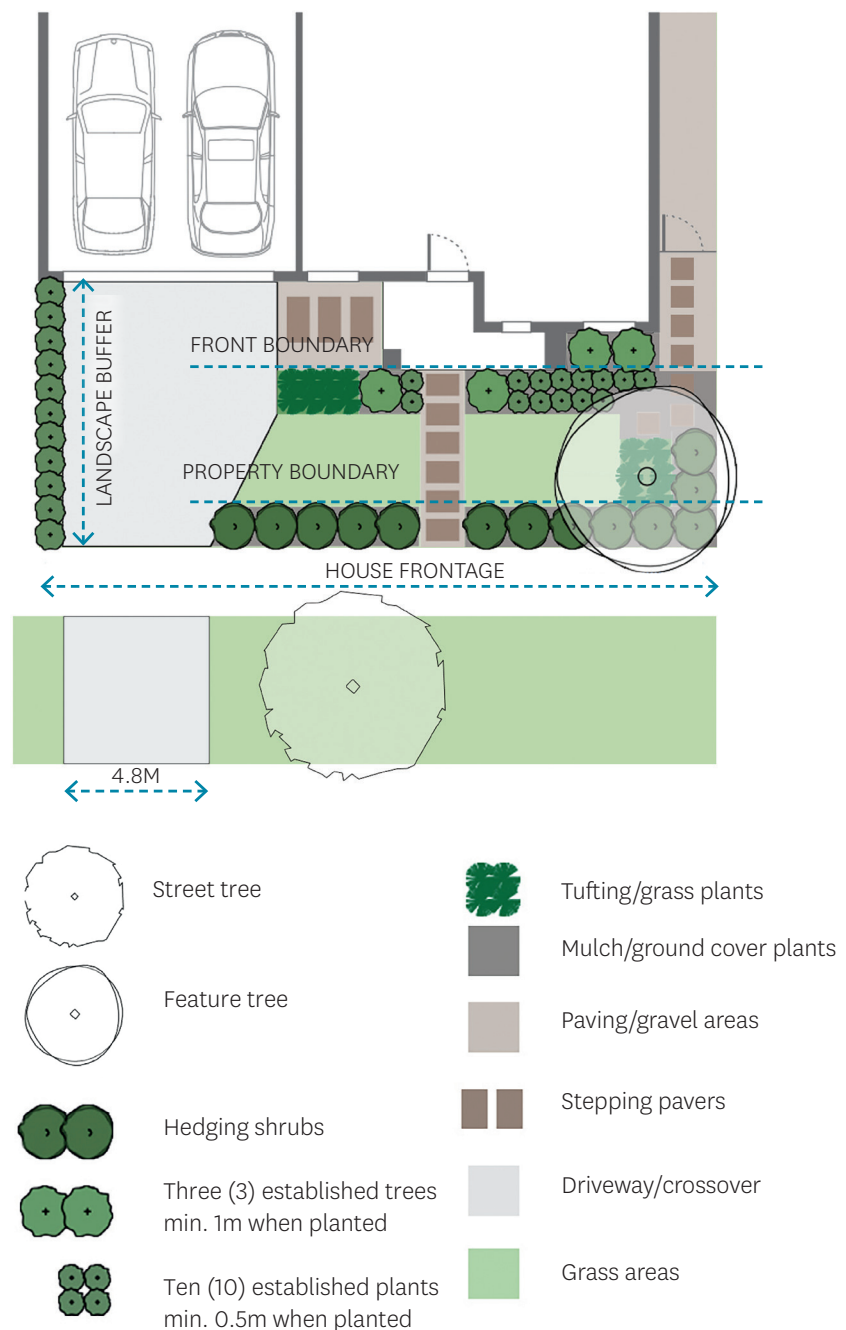 FRONT BOUNDARY
LANDSCAPE BUFFER
PROPERTY BOUNDARY
HOUSE FRONTAGE
4.8M
Street tree
Feature tree
Hedging shrubs
Three (3) established trees
min. 1m when planted
Ten (10) established plants
min. 0.5m when planted
Tufting/grass plants
Mulch/ground cover plants
Paving/gravel areas
Stepping pavers
Driveway/crossover
Grass areas